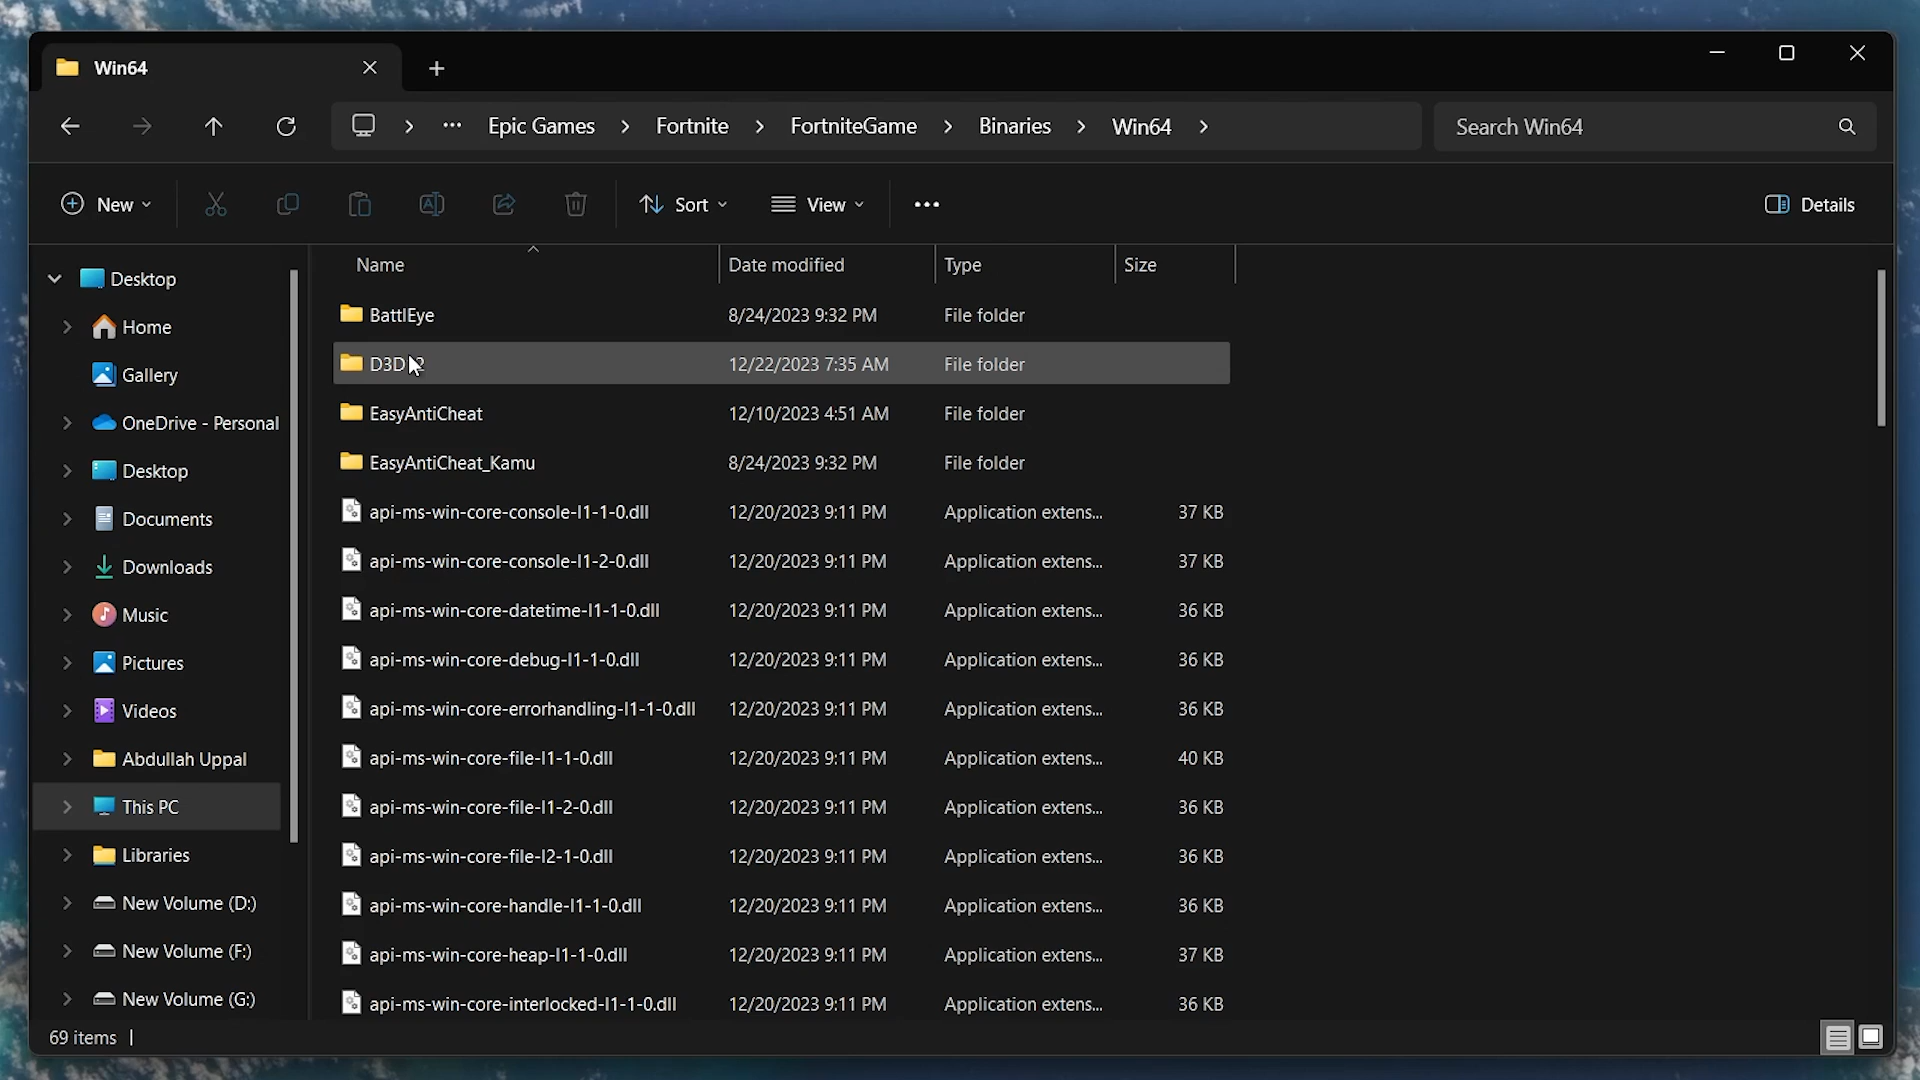 Win64
Epic Games > Fortnite > FortniteGame > Binaries > Win64 >
Search Win64
New
Sort
View
Details
Name Date modified Type Size
Desktop
Home
Gallery
OneDrive - Personal
Desktop
Documents
Downloads
Music
Pictures
Videos
Abdullah Uppal
This PC
Libraries
New Volume (D:)
New Volume (F:)
New Volume (G:)
BattlEye 8/24/2023 9:32 PM File folder
12/22/2023 7:35 AM File folder
EasyAntiCheat 12/10/2023 4:51 AM File folder
EasyAntiCheat_Kamu 8/24/2023 9:32 PM File folder
api-ms-win-core-console-l1-1-0.dll 12/20/2023 9:11 PM Application extens... 37 KB
api-ms-win-core-console-l1-2-0.dll 12/20/2023 9:11 PM Application extens... 37 KB
api-ms-win-core-datetime-l1-1-0.dll 12/20/2023 9:11 PM Application extens... 36 KB
api-ms-win-core-debug-l1-1-0.dll 12/20/2023 9:11 PM Application extens... 36 KB
api-ms-win-core-errorhandling-l1-1-0.dll 12/20/2023 9:11 PM Application extens... 36 KB
api-ms-win-core-file-l1-1-0.dll 12/20/2023 9:11 PM Application extens... 40 KB
api-ms-win-core-file-l1-2-0.dll 12/20/2023 9:11 PM Application extens... 36 KB
api-ms-win-core-file-l2-1-0.dll 12/20/2023 9:11 PM Application extens... 36 KB
api-ms-win-core-handle-l1-1-0.dll 12/20/2023 9:11 PM Application extens... 36 KB
api-ms-win-core-heap-l1-1-0.dll 12/20/2023 9:11 PM Application extens... 37 KB
api-ms-win-core-interlocked-l1-1-0.dll 12/20/2023 9:11 PM Application extens... 36 KB
69 items